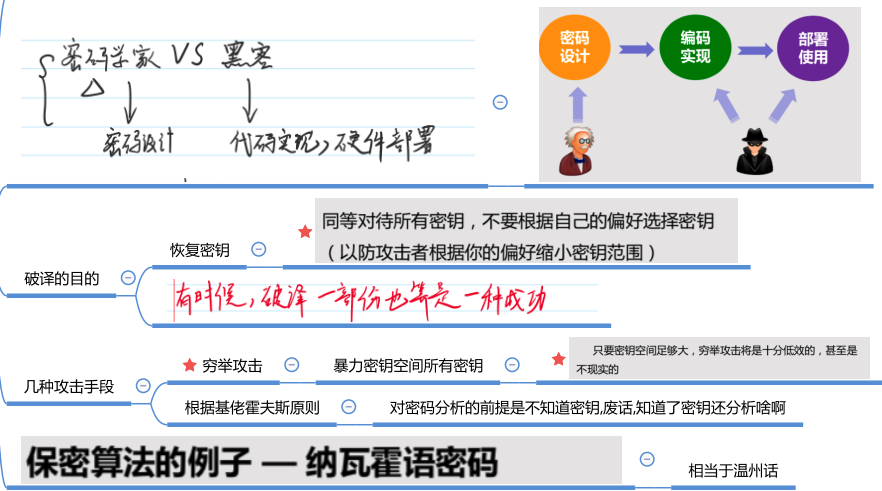 密码学家 VS 黑客
密码设计 代码实现,硬件部署
密码
设计
编码
实现
部署
使用
破译的目的
恢复密钥
同等对待所有密钥，不要根据自己的偏好选择密钥
（以防攻击者根据你的偏好缩小密钥范围）
有时候,破译一部份也算是一种成功
几种攻击手段
穷举攻击
暴力密钥空间所有密钥
只要密钥空间足够大，穷举攻击将是十分低效的，甚至是
不现实的
根据基佬霍夫斯原则
对密码分析的前提是不知道密钥,废话,知道了密钥还分析啥啊
保密算法的例子 — 纳瓦霍语密码
相当于温州话